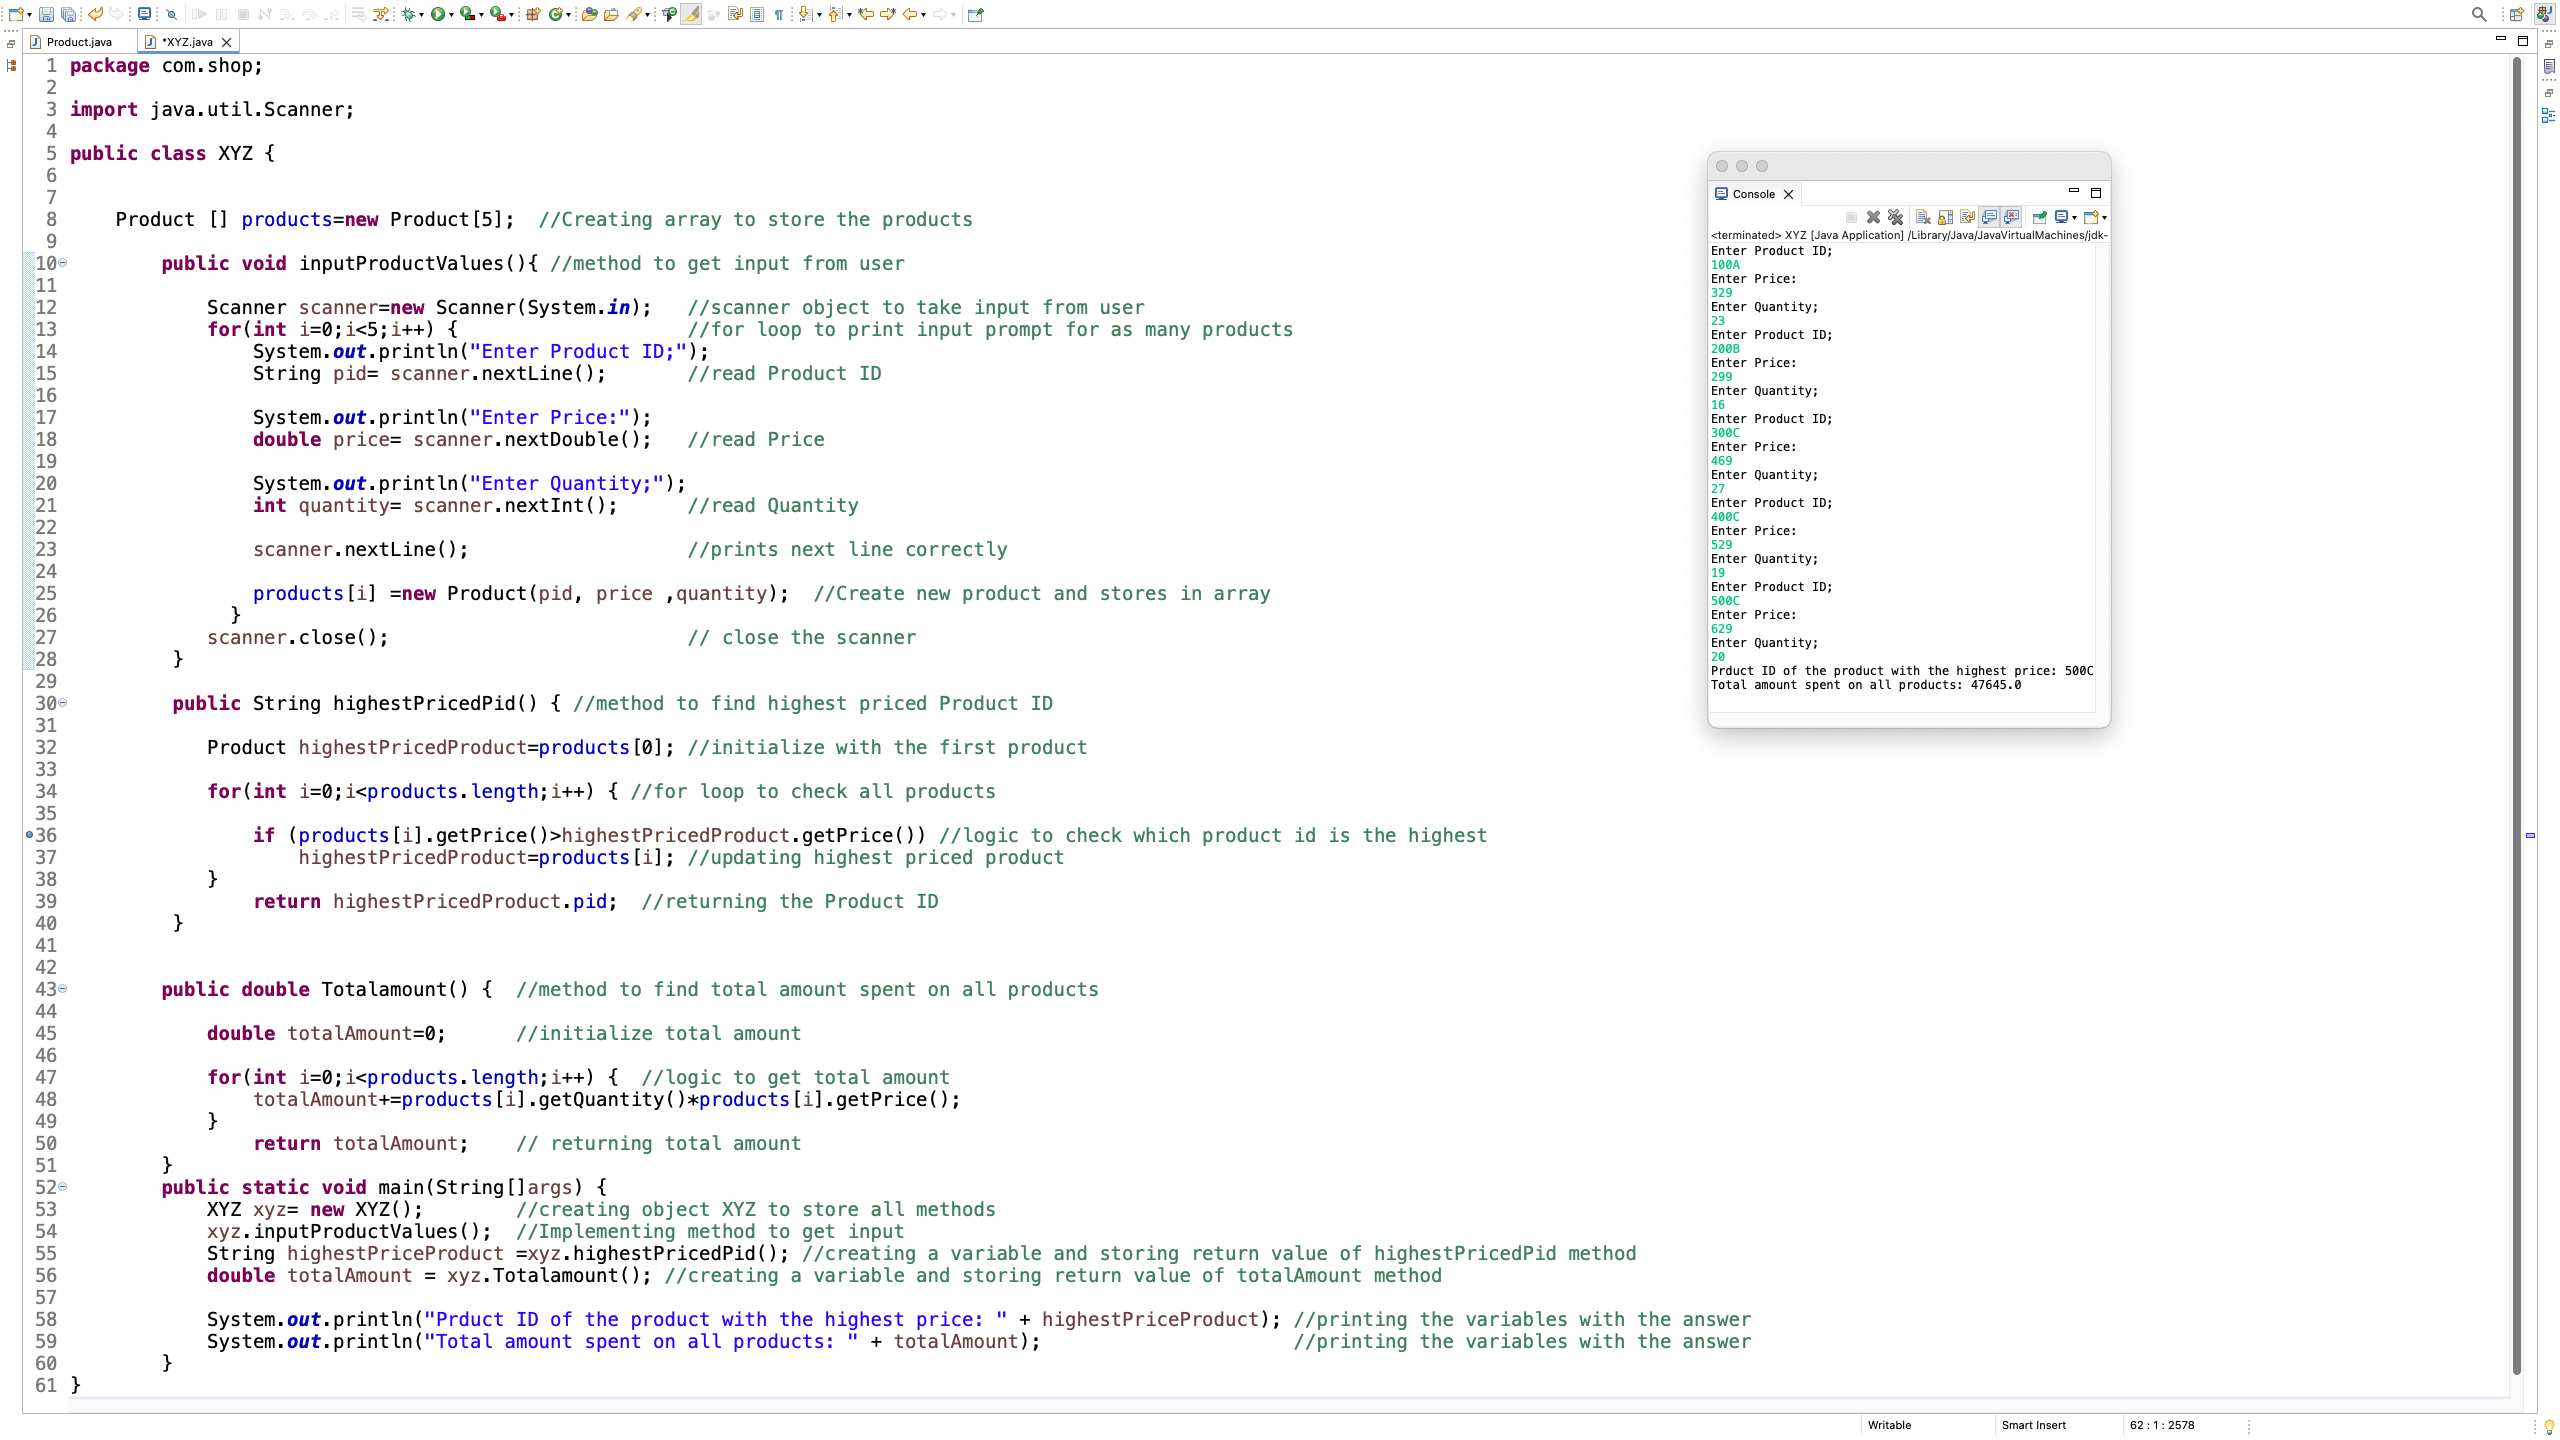 Product.java
*XYZ.java
1 package com.shop;
2
3 import java.util.Scanner;
4
5 public class XYZ {
6
7
8 Product [] products=new Product[5]; //Creating array to store the products
9
10 public void inputProductValues(){ //method to get input from user
11
12 Scanner scanner=new Scanner(System.in); //scanner object to take input from user
13 for(int i=0;i<5;i++) { //for loop to print input prompt for as many products
14 System.out.println("Enter Product ID;");
15 String pid= scanner.nextLine(); //read Product ID
16
17 System.out.println("Enter Price:");
18 double price= scanner.nextDouble(); //read Price
19
20 System.out.println("Enter Quantity;");
21 int quantity= scanner.nextInt(); //read Quantity
22
23 scanner.nextLine(); //prints next line correctly
24
25 products[i] =new Product(pid, price ,quantity); //Create new product and stores in array
26 }
27 scanner.close(); // close the scanner
28 }
29
30 public String highestPricedPid() { //method to find highest priced Product ID
31
32 Product highestPricedProduct=products[0]; //initialize with the first product
33
34 for(int i=0;i<products.length;i++) { //for loop to check all products
35
36 if (products[i].getPrice()>highestPricedProduct.getPrice()) //logic to check which product id is the highest
37 highestPricedProduct=products[i]; //updating highest priced product
38 }
39 return highestPricedProduct.pid; //returning the Product ID
40 }
41
42
43 public double Totalamount() { //method to find total amount spent on all products
44
45 double totalAmount=0; //initialize total amount
46
47 for(int i=0;i<products.length;i++) { //logic to get total amount
48 totalAmount+=products[i].getQuantity()*products[i].getPrice();
49 }
50 return totalAmount; // returning total amount
51 }
52 public static void main(String[]args) {
53 XYZ xyz= new XYZ(); //creating object XYZ to store all methods
54 xyz.inputProductValues(); //Implementing method to get input
55 String highestPriceProduct =xyz.highestPricedPid(); //creating a variable and storing return value of highestPricedPid method
56 double totalAmount = xyz.Totalamount(); //creating a variable and storing return value of totalAmount method
57
58 System.out.println("Prduct ID of the product with the highest price: " + highestPriceProduct); //printing the variables with the answer
59 System.out.println("Total amount spent on all products: " + totalAmount); //printing the variables with the answer
60 }
61 }
Console
<terminated> XYZ [Java Application] /Library/Java/JavaVirtualMachines/jdk-
Enter Product ID;
100A
Enter Price:
329
Enter Quantity;
23
Enter Product ID;
200B
Enter Price:
299
Enter Quantity;
16
Enter Product ID;
300C
Enter Price:
469
Enter Quantity;
27
Enter Product ID;
400C
Enter Price:
529
Enter Quantity;
19
Enter Product ID;
500C
Enter Price:
629
Enter Quantity;
20
Prduct ID of the product with the highest price: 500C
Total amount spent on all products: 47645.0
Writable
Smart Insert
62 : 1 : 2578